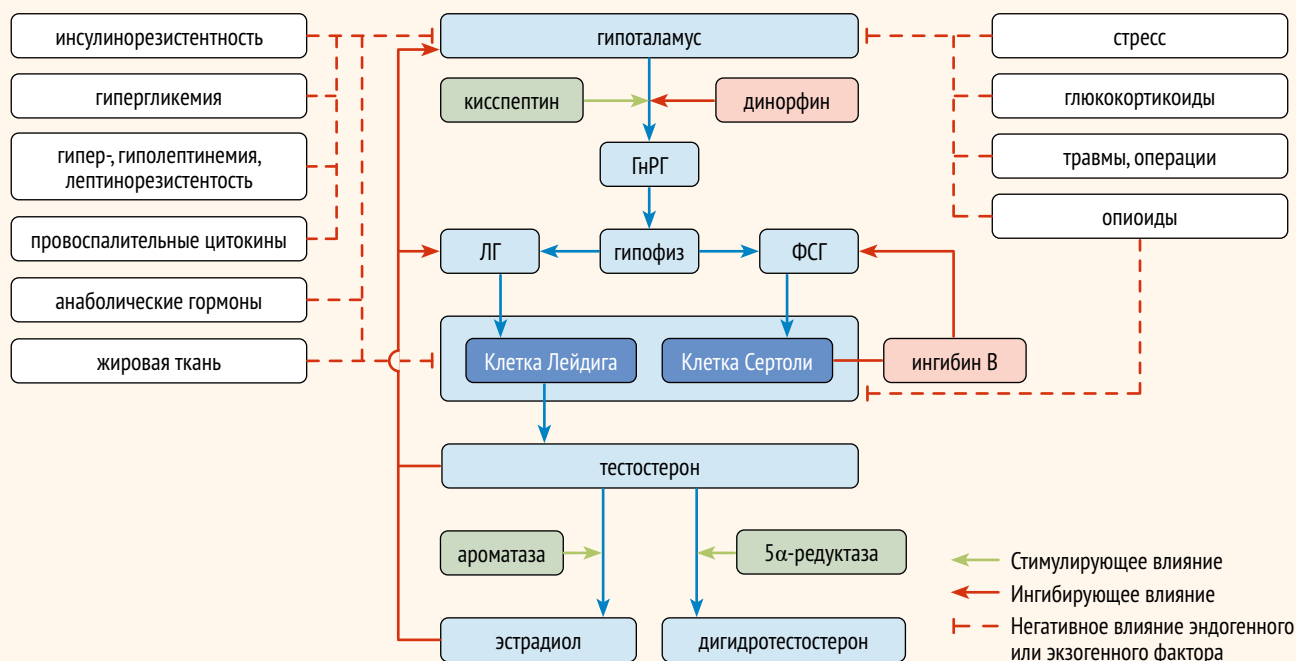 инсулинорезистентность
гипоталамус
стресс
гипергликемия
кисспептин
динорфин
глюкокортикоиды
гипер-, гиполептинемия,
лептинорезистентость
ГнРГ
травмы, операции
провоспалительные цитокины
ЛГ
гипофиз
ФСГ
опиоиды
анаболические гормоны
жировая ткань
Клетка Лейдига
Клетка Сертоли
ингибин В
тестостерон
ароматаза
5α-редуктаза
эстрадиол
дигидротестостерон
Стимулирующее влияние
Ингибирующее влияние
Негативное влияние эндогенного
или экзогенного фактора